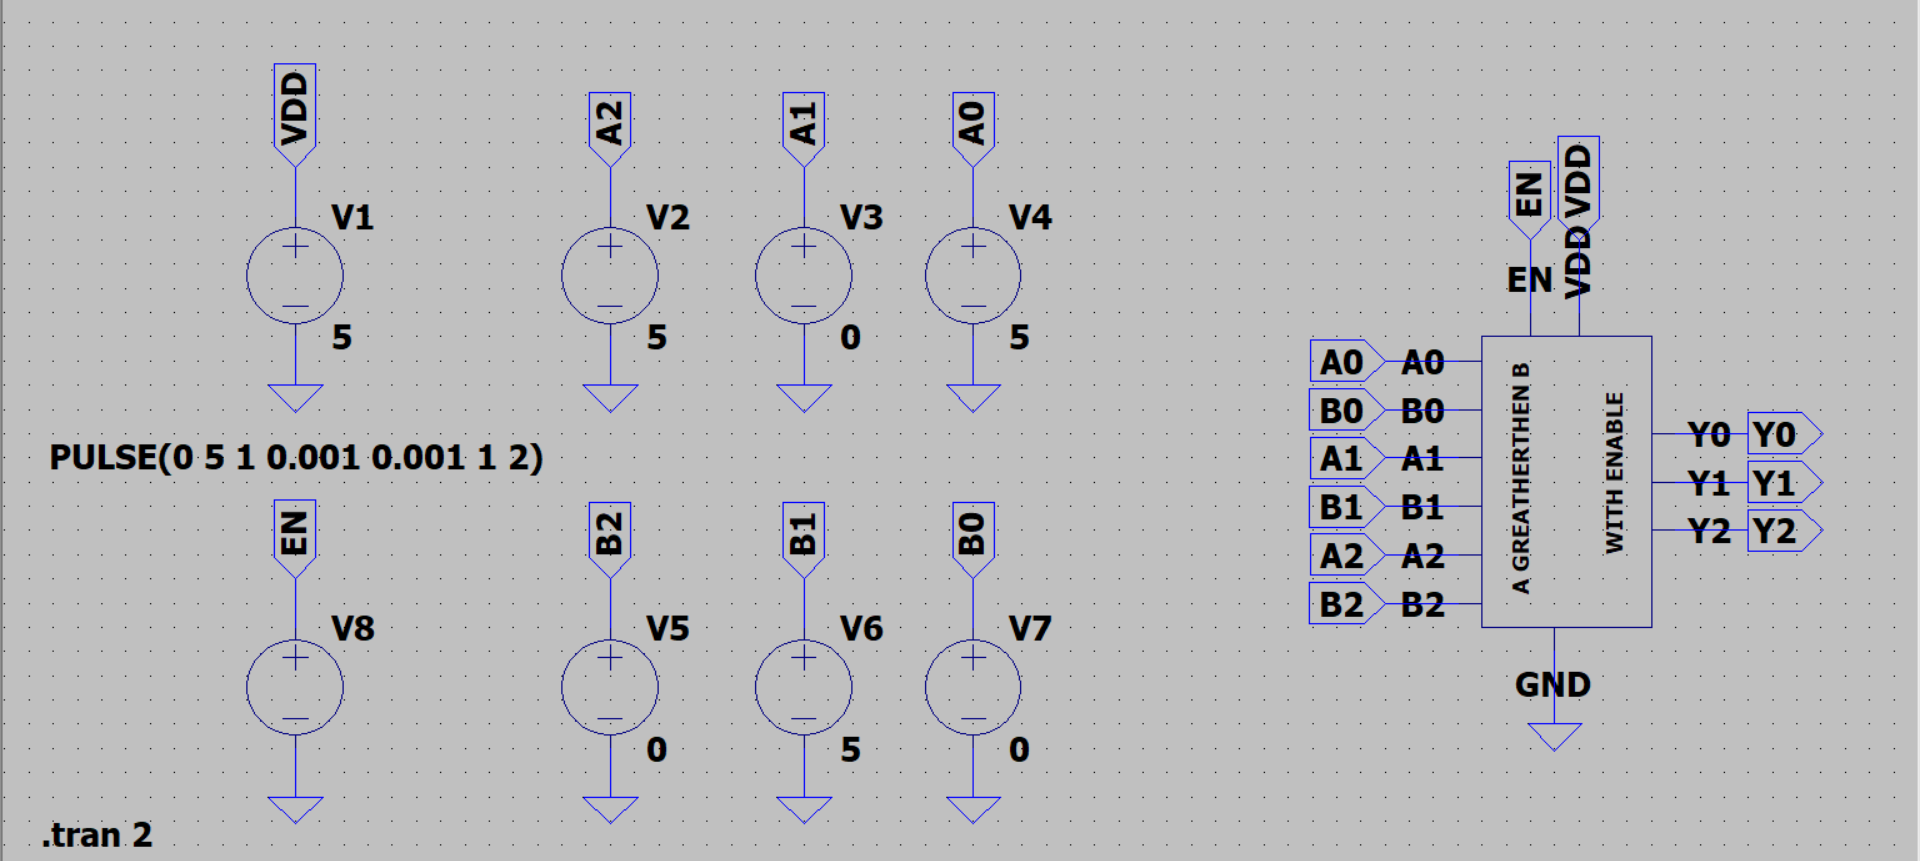 VDD
A2
A1
A0
V1
V2
V3
V4
5
5
0
5
PULSE(0 5 1 0.001 0.001 1 2)
EN
B2
B1
B0
V8
V5
V6
V7
0
5
0
.tran 2
EN
VDD
EN
VDD
A0 A0
B0 B0
A1 A1
B1 B1
A2 A2
B2 B2
A GREATHERTHEN B
WITH ENABLE
Y0 Y0
Y1 Y1
Y2 Y2
GND